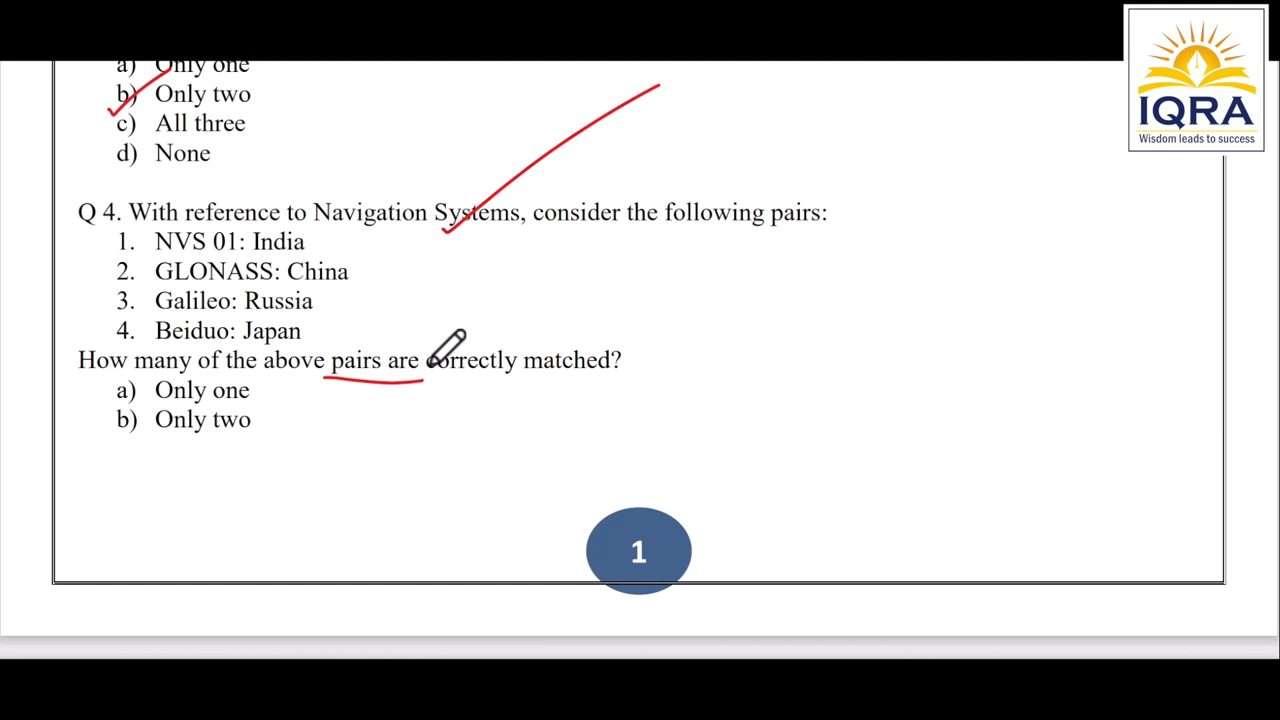 a) Only one
b) Only two
c) All three
d) None
Q 4. With reference to Navigation Systems, consider the following pairs:
1. NVS 01: India
2. GLONASS: China
3. Galileo: Russia
4. Beiduo: Japan
How many of the above pairs are correctly matched?
a) Only one
b) Only two
1
IQRA
Wisdom leads to success